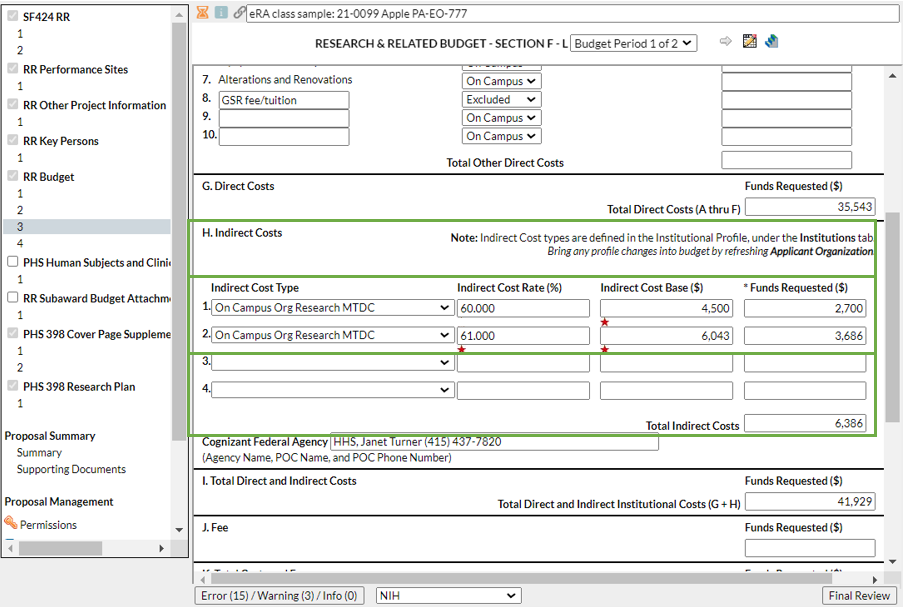 SF424 RR
1
2
RR Performance Sites
1
RR Other Project Information
1
RR Key Persons
1
RR Budget
1
2
3
4
PHS Human Subjects and Clini
1
RR Subaward Budget Attachm
1
PHS 398 Cover Page Suppleme
1
2
PHS 398 Research Plan
1
Proposal Summary
Summary
Supporting Documents
Proposal Management
Permissions
eRA class sample: 21-0099 Apple PA-EO-777
RESEARCH & RELATED BUDGET - SECTION F - L Budget Period 1 of 2
7. Alterations and Renovations On Campus
8. GSR fee/tuition Excluded
9. On Campus
10. On Campus
Total Other Direct Costs
G. Direct Costs Funds Requested ($)
Total Direct Costs (A thru F) 35,543
H. Indirect Costs
Note: Indirect Cost types are defined in the Institutional Profile, under the Institutions tab
Bring any profile changes into budget by refreshing Applicant Organization.
Indirect Cost Type Indirect Cost Rate (%) Indirect Cost Base ($) * Funds Requested ($)
1. On Campus Org Research MTDC 60.000 4,500 2,700
2. On Campus Org Research MTDC 61.000 6,043 3,686
3.
4.
Total Indirect Costs 6,386
Cognizant Federal Agency HHS, Janet Turner (415) 437-7820
(Agency Name, POC Name, and POC Phone Number)
I. Total Direct and Indirect Costs Funds Requested ($)
Total Direct and Indirect Institutional Costs (G + H) 41,929
J. Fee Funds Requested ($)
Error (15) / Warning (3) / Info (0) NIH Final Review